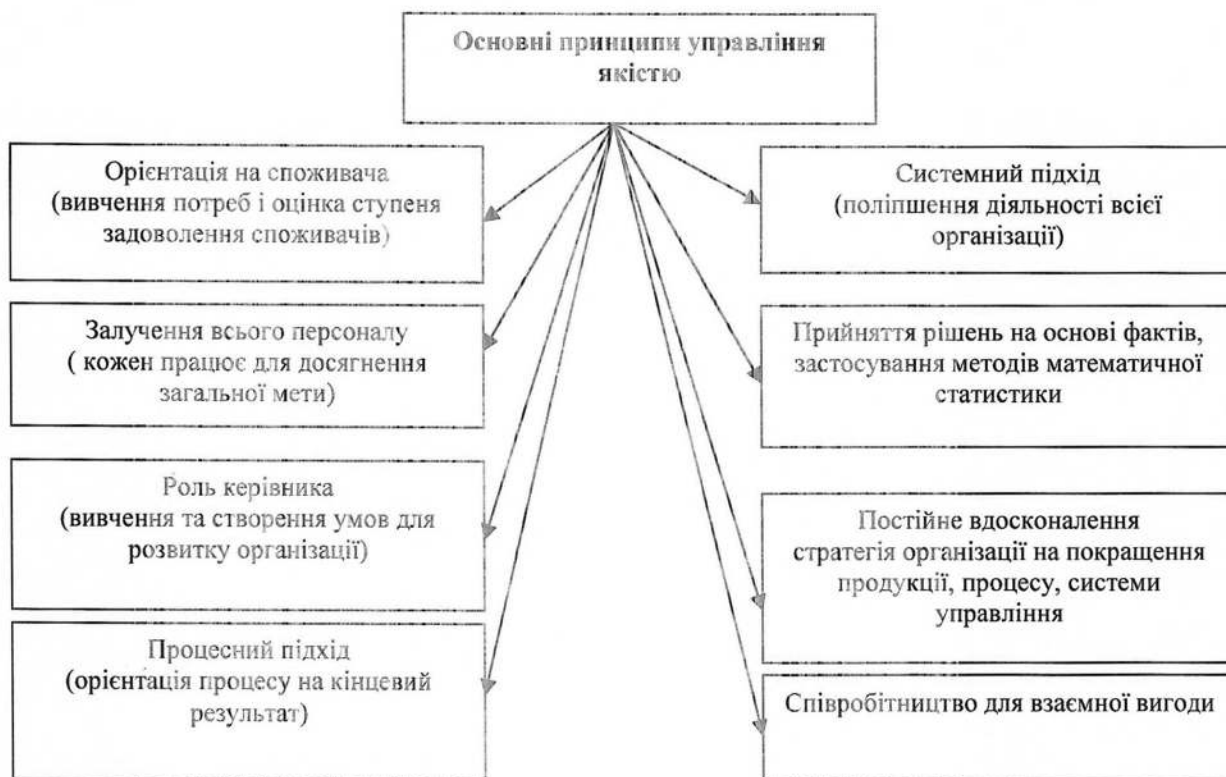 Основні принципи управління
якістю
Орієнтація на споживача
(вивчення потреб і оцінка ступеня
задоволення споживачів)
Залучення всього персоналу
( кожен працює для досягнення
загальної мети)
Роль керівника
(вивчення та створення умов для
розвитку організації)
Процесний підхід
(орієнтація процесу на кінцевий
результат)
Системний підхід
(поліпшення діяльності всієї
організації)
Прийняття рішень на основі фактів,
застосування методів математичної
статистики
Постійне вдосконалення
стратегія організації на покращення
продукції, процесу, системи
управління
Співробітництво для взаємної вигоди